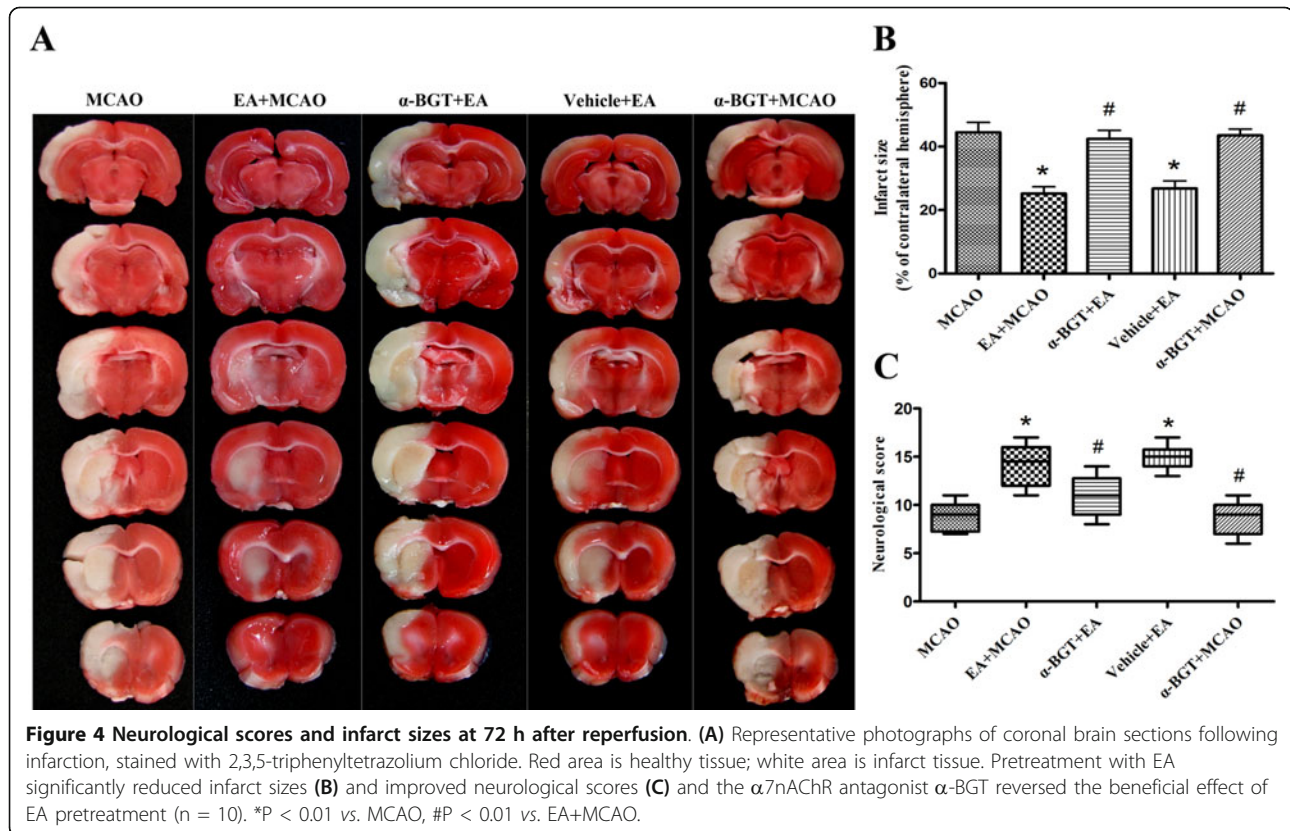 A
MCAO EA+MCAO α-BGT+EA Vehicle+EA α-BGT+MCAO
B
Infarct size
(% of contralateral hemisphere)
60
40
20
0
* # * #
MCAO EA+MCAO α-BGT+EA Vehicle+EA α-BGT+MCAO
C
Neurological score
20
15
10
5
0
* # * #
MCAO EA+MCAO α-BGT+EA Vehicle+EA α-BGT+MCAO
Figure 4 Neurological scores and infarct sizes at 72 h after reperfusion. (A) Representative photographs of coronal brain sections following
infarction, stained with 2,3,5-triphenyltetrazolium chloride. Red area is healthy tissue; white area is infarct tissue. Pretreatment with EA
significantly reduced infarct sizes (B) and improved neurological scores (C) and the α7nAChR antagonist α-BGT reversed the beneficial effect of
EA pretreatment (n = 10). *P < 0.01 vs. MCAO, #P < 0.01 vs. EA+MCAO.